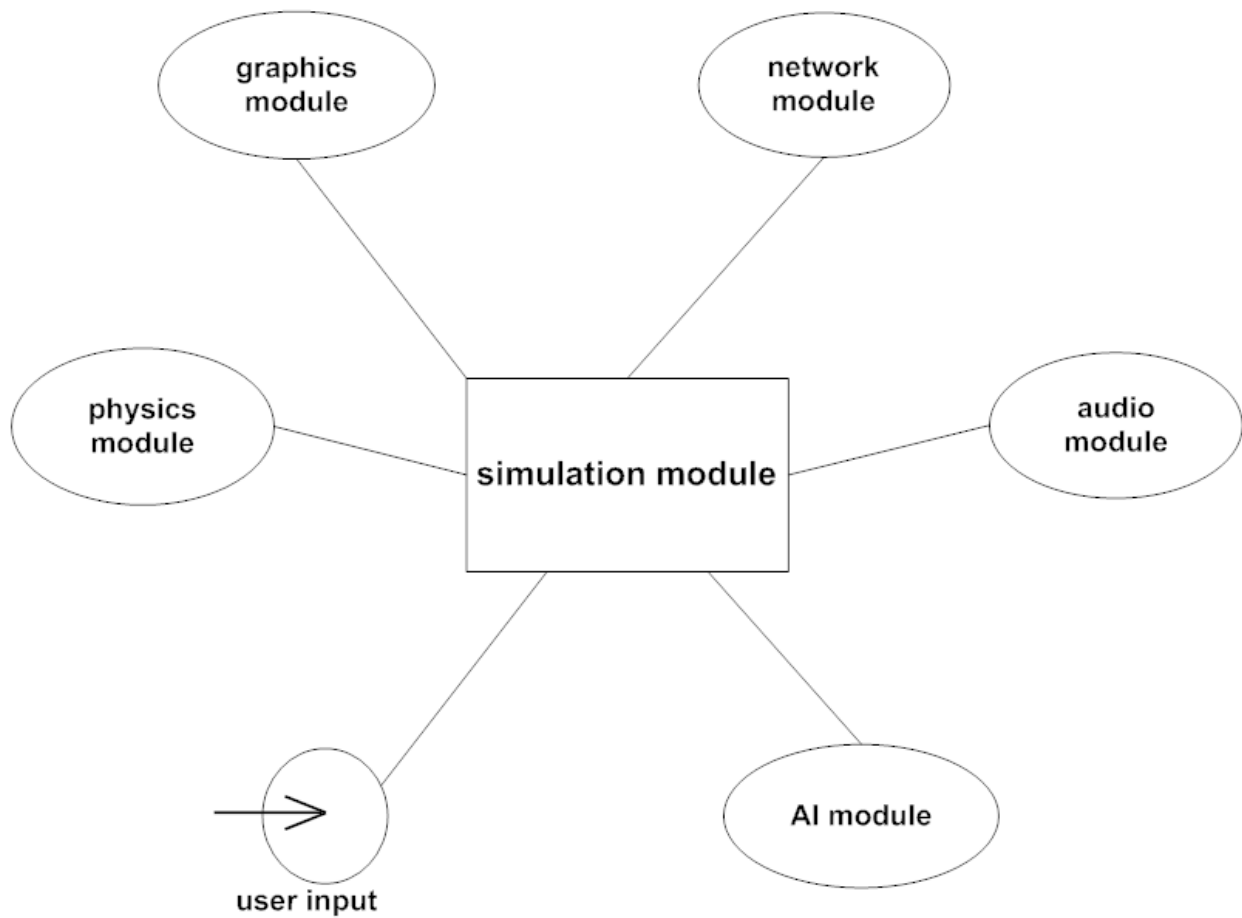 graphics
module
network
module
physics
module
audio
module
simulation module
AI module
user input